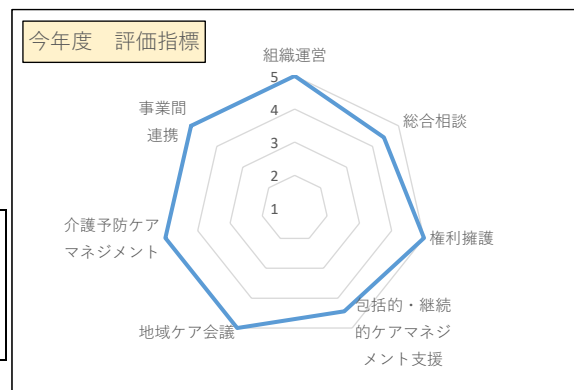 今年度　評価指標
組織運営
5
4
3
2
1
総合相談
権利擁護
包括的・継続
的ケアマネジ
メント支援
地域ケア会議
介護予防ケア
マネジメント
事業間
連携